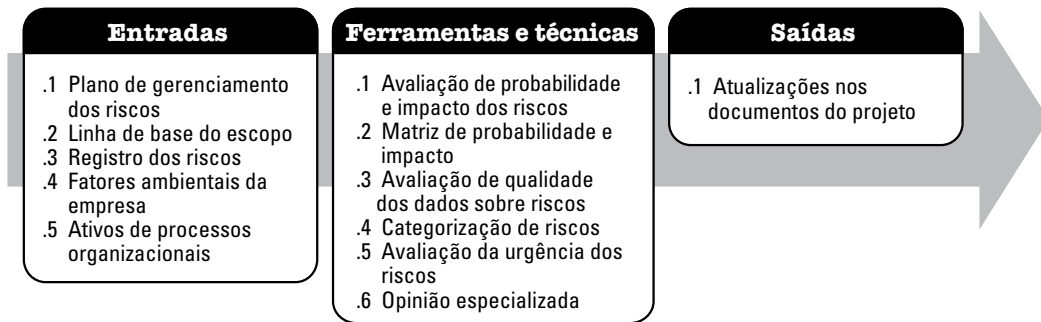 Entradas
.1 Plano de gerenciamento
dos riscos
.2 Linha de base do escopo
.3 Registro dos riscos
.4 Fatores ambientais da
empresa
.5 Ativos de processos
organizacionais
Ferramentas e técnicas
.1 Avaliação de probabilidade
e impacto dos riscos
.2 Matriz de probabilidade e
impacto
.3 Avaliação de qualidade
dos dados sobre riscos
.4 Categorização de riscos
.5 Avaliação da urgência dos
riscos
.6 Opinião especializada
Saídas
.1 Atualizações nos
documentos do projeto